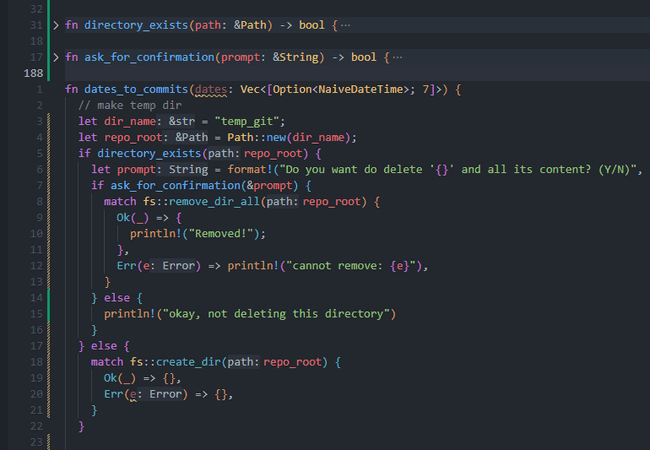 32
31 > fn directory_exists(path: &Path) -> bool {···
18
17 > fn ask_for_confirmation(prompt: &String) -> bool {···
188
1 fn dates_to_commits(dates: Vec<[Option<NaiveDateTime>; 7]>) {
2 // make temp dir
3 let dir_name: &str = "temp_git";
4 let repo_root: &Path = Path::new(dir_name);
5 if directory_exists(path: repo_root) {
6 let prompt: String = format!("Do you want do delete '{}' and all its content? (Y/N)",
7 if ask_for_confirmation(&prompt) {
8 match fs::remove_dir_all(path: repo_root) {
9 Ok(_) => {
10 println!("Removed!");
11 },
12 Err(e: Error) => println!("cannot remove: {e}"),
13 }
14 } else {
15 println!("okay, not deleting this directory")
16 }
17 } else {
18 match fs::create_dir(path: repo_root) {
19 Ok(_) => {},
20 Err(e: Error) => {},
21 }
22 }
23